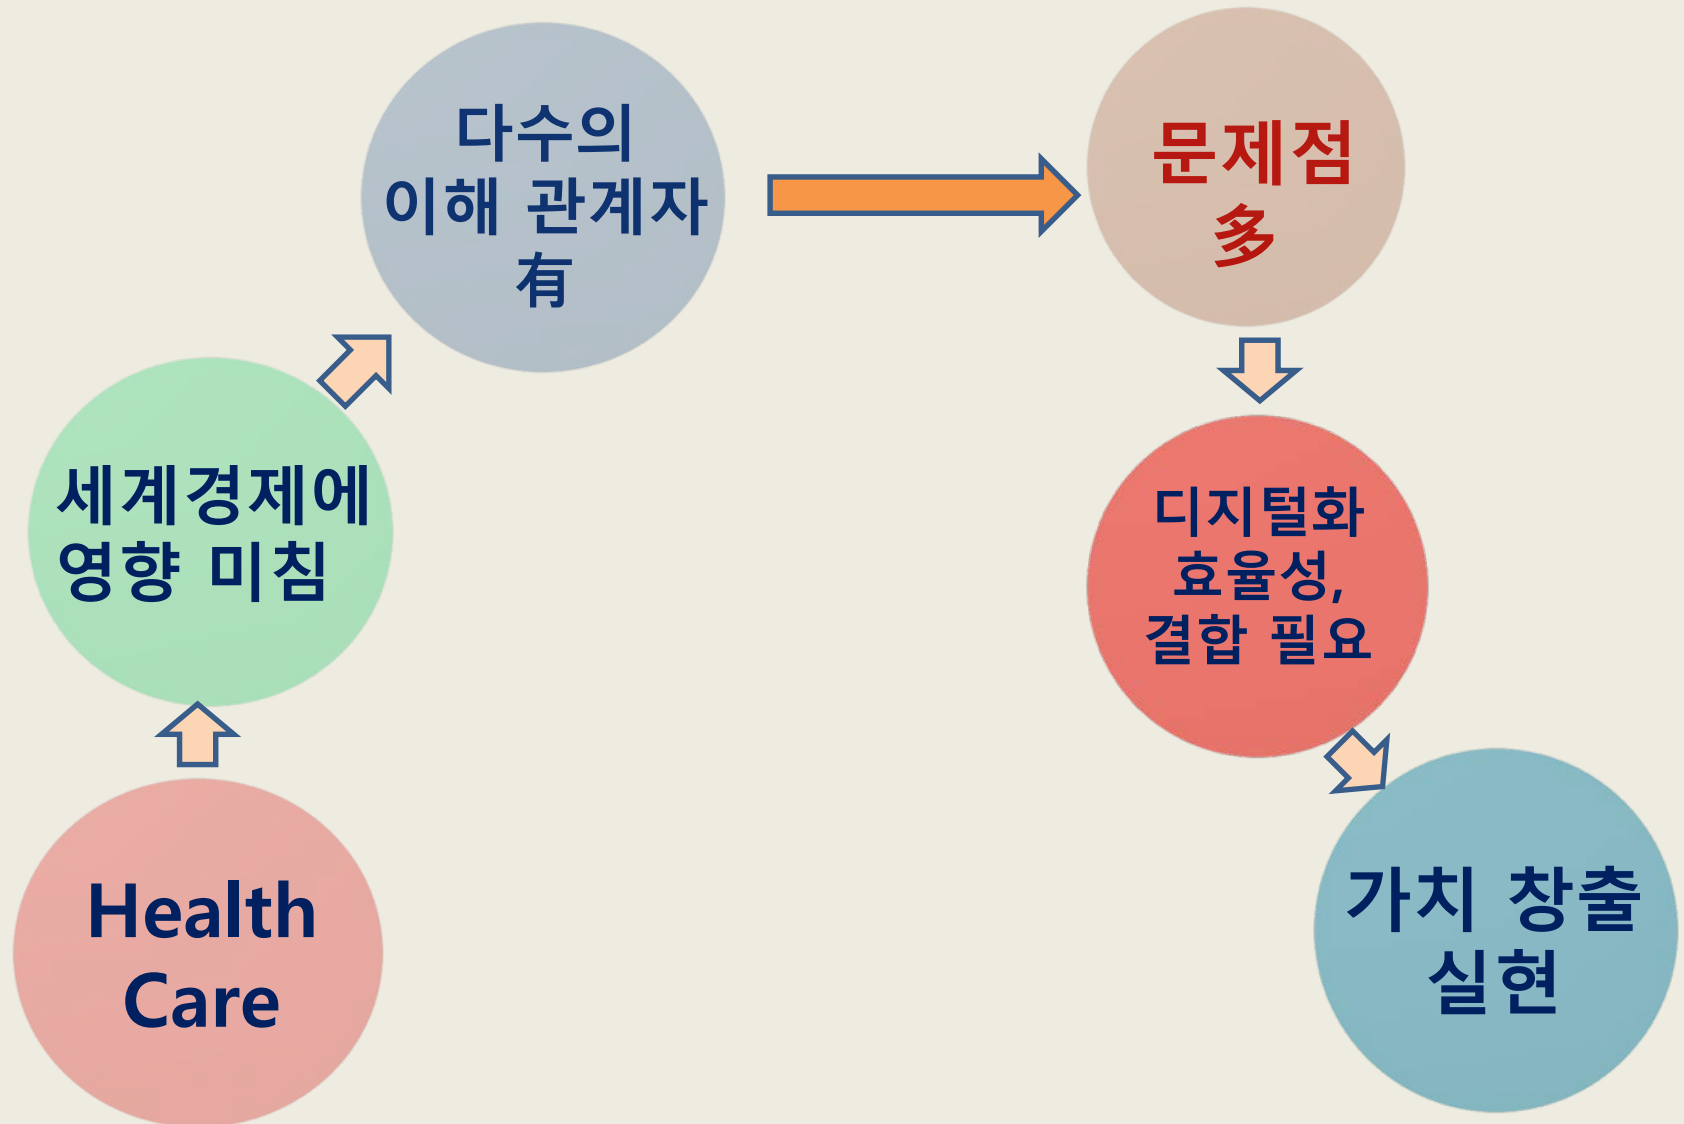 Health
Care
세계경제에
영향 미침
다수의
이해 관계자
有
문제점
多
디지털화
효율성,
결합 필요
가치 창출
실현